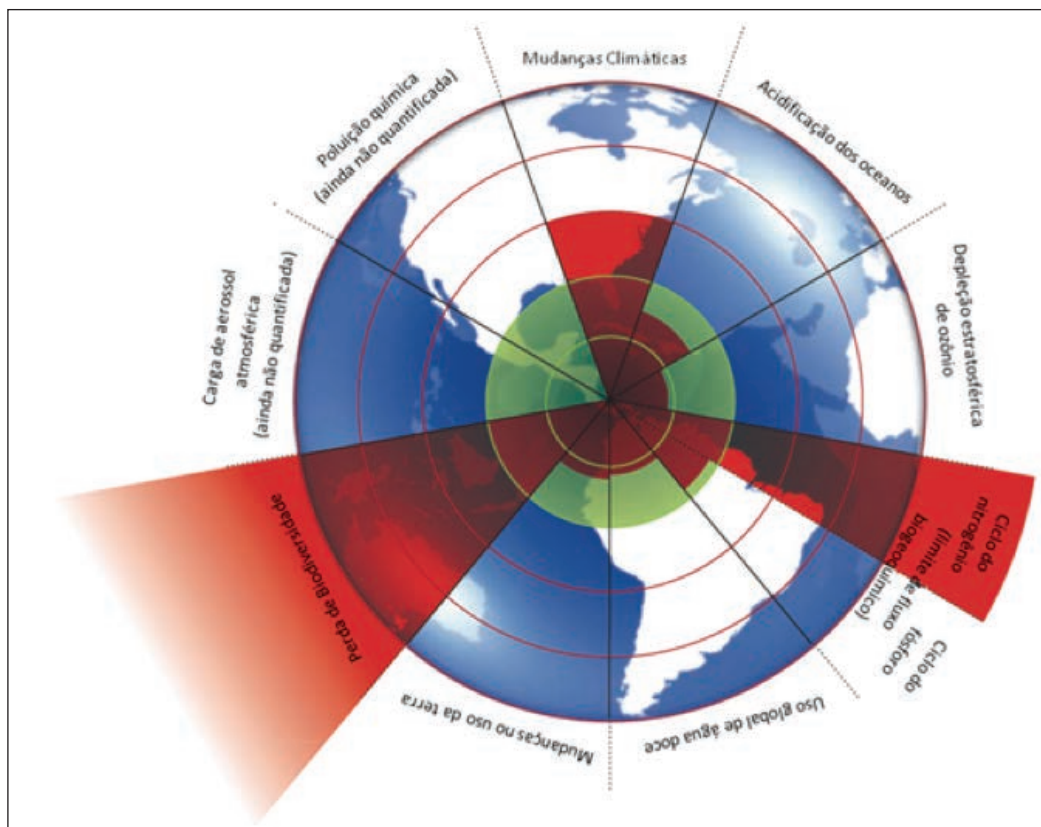 Mudanças Climáticas
Acidificação dos oceanos
Depleção estratosférica
de ozônio
Ciclo do
nitrogênio
(limite de fluxo
biogeoquímico)
Ciclo do
fósforo
Uso global de água doce
Mudanças no uso da terra
Perda de Biodiversidade
Carga de aerossol
atmosférica
(ainda não quantificada)
Poluição química
(ainda não quantificada)